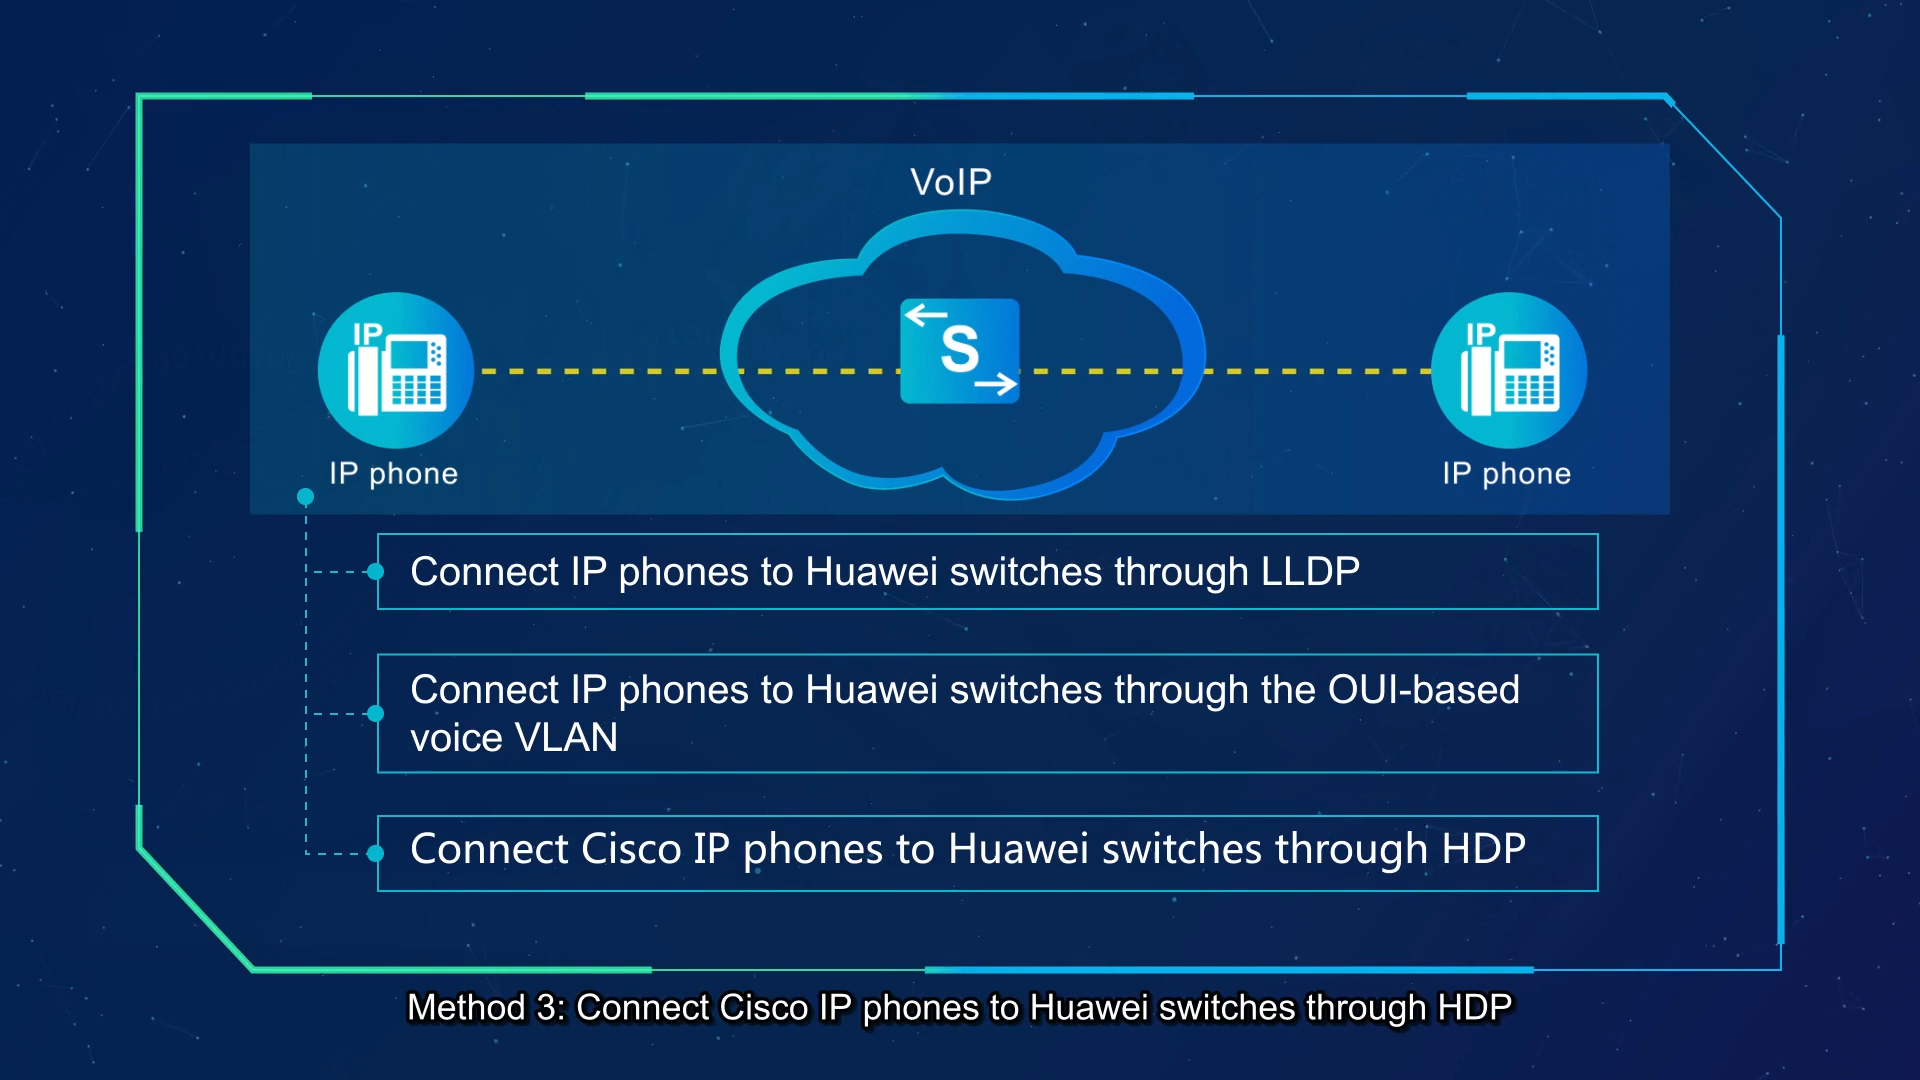 VoIP
IP
S
IP
IP phone
IP phone
Connect IP phones to Huawei switches through LLDP
Connect IP phones to Huawei switches through the OUI-based
voice VLAN
Connect Cisco IP phones to Huawei switches through HDP
Method 3: Connect Cisco IP phones to Huawei switches through HDP